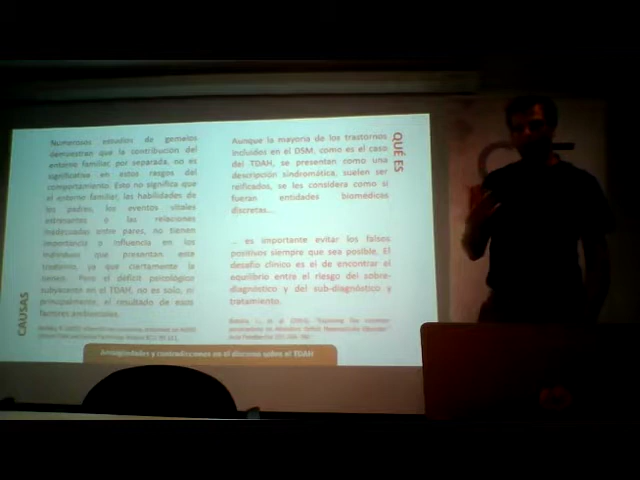 Numerosos estudios de gemelos
demuestran que la contribución del
entorno familiar, por separada, no es
significativa en estos rasgos del
comportamiento. Esto no significa que
el entorno familiar, las habilidades de
los padres, los eventos vitales
estresantes o las relaciones
inadecuadas entre pares, no tienen
importancia o influencia en los
individuos que presentan este
trastorno, ya que ciertamente la
tienen. Pero el déficit psicológico
subyacente en el TDAH, no es solo, ni
principalmente, el resultado de esos
factores ambientales.
CAUSAS
QUÉ ES
Aunque la mayoría de los trastornos
incluidos en el DSM, como es el caso
del TDAH, se presentan como una
descripción sindromática, suelen ser
reificados, se les considera como si
fueran entidades biomédicas
discretas...
... es importante evitar los falsos
positivos siempre que sea posible. El
desafío clínico es el de encontrar el
equilibrio entre el riesgo del sobre-
diagnóstico y del sub-diagnóstico y
tratamiento.
Ambigüedades y contradicciones en el discurso sobre el TDAH